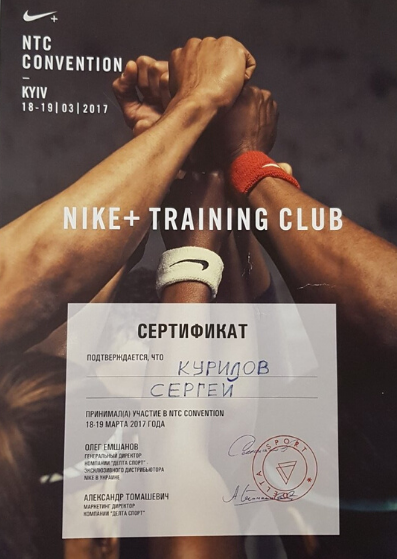 NTC
CONVENTION
–
KYIV
18-19|03|2017
NIKE+ TRAINING CLUB
СЕРТИФИКАТ
ПОДТВЕРЖДАЕТСЯ, ЧТО
КУРИЛОВ
СЕРГЕЙ
ПРИНИМАЛ(А) УЧАСТИЕ В NTC CONVENTION
18-19 МАРТА 2017 ГОДА
ОЛЕГ ЕМШАНОВ
ГЕНЕРАЛЬНЫЙ ДИРЕКТОР
КОМПАНИИ "ДЕЛТА СПОРТ"
ЭКСКЛЮЗИВНОГО ДИСТРИБЬЮТОРА
NIKE В УКРАИНЕ
АЛЕКСАНДР ТОМАШЕВИЧ
МАРКЕТИНГ ДИРЕКТОР
КОМПАНИИ "ДЕЛТА СПОРТ"
DELTA SPORT